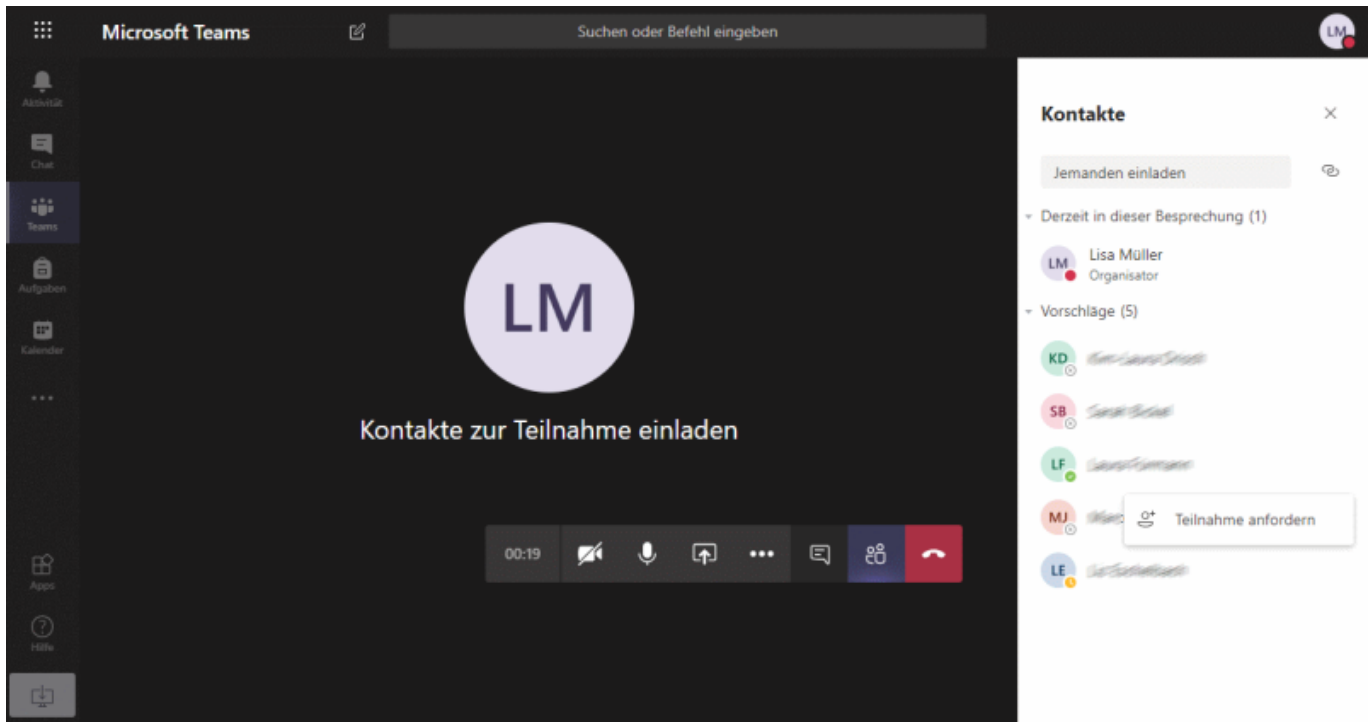 Microsoft Teams
Suchen oder Befehl eingeben
LM
Aktivität
Chat
Teams
Aufgaben
Kalender
Apps
Hilfe
LM
Kontakte zur Teilnahme einladen
00:19
Kontakte
Jemanden einladen
Derzeit in dieser Besprechung (1)
LM Lisa Müller
Organisator
Vorschläge (5)
KD
SB
LF
MJ
Teilnahme anfordern
LE